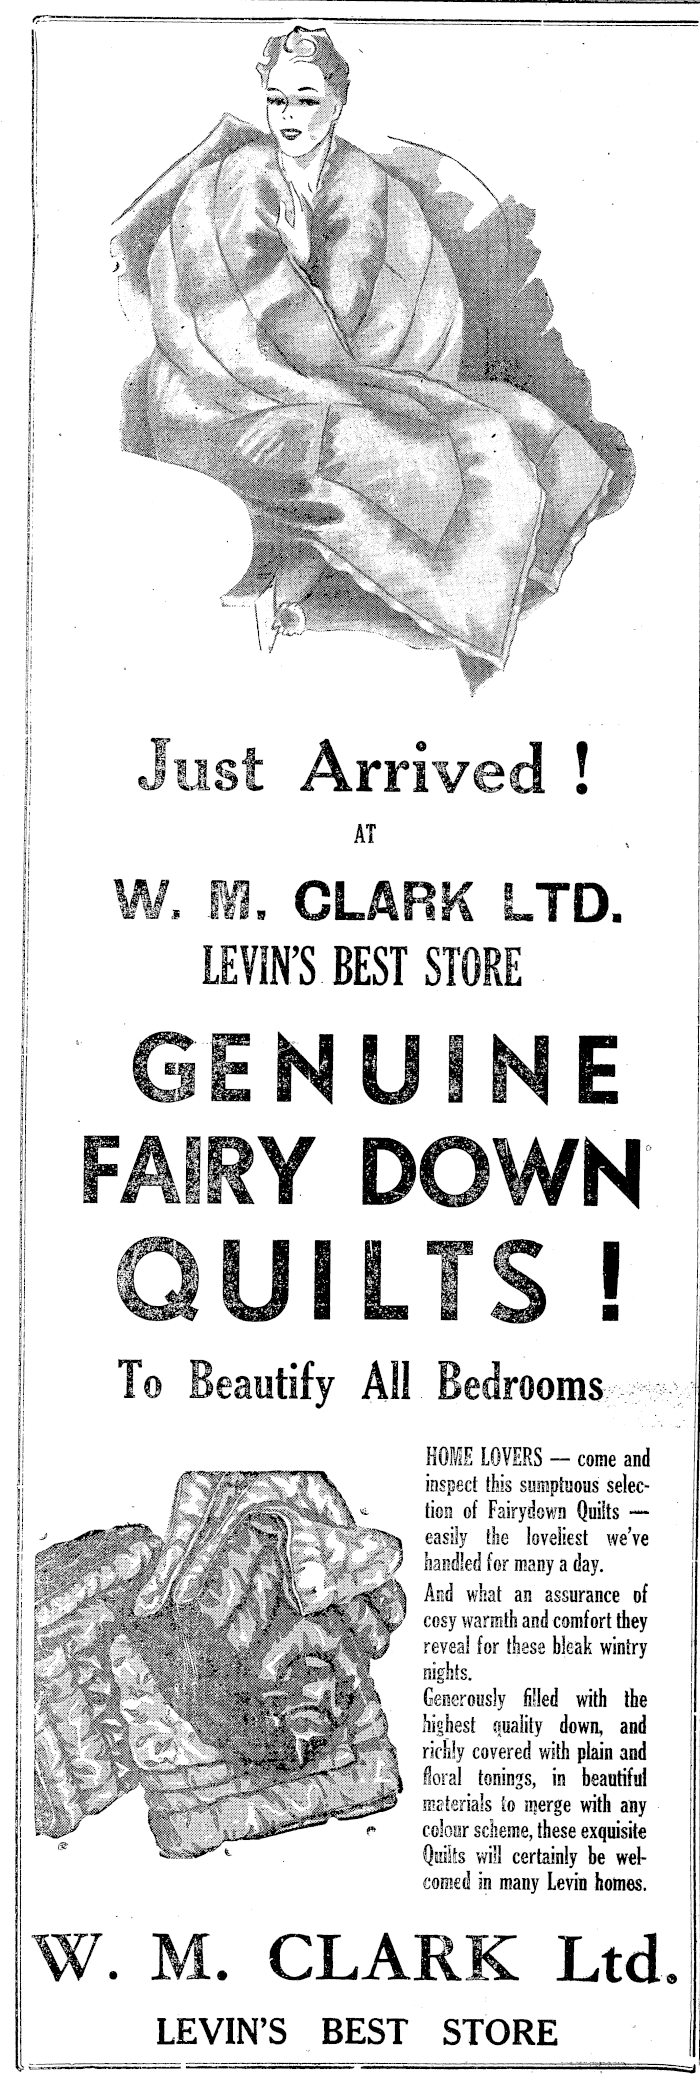 Just Arrived !
AT
W. M. CLARK LTD.
LEVIN'S BEST STORE
GENUINE
FAIRY DOWN
QUILTS !
To Beautify All Bedrooms
HOME LOVERS — come and
inspect this sumptuous selec-
tion of Fairydown Quilts —
easily the loveliest we've
handled for many a day.
And what an assurance of
cosy warmth and comfort they
reveal for these bleak wintry
nights.
Generously filled with the
highest quality down, and
richly covered with plain and
floral tonings, in beautiful
materials to merge with any
colour scheme, these exquisite
Quilts will certainly be wel-
comed in many Levin homes.
W. M. CLARK Ltd.
LEVIN'S BEST STORE